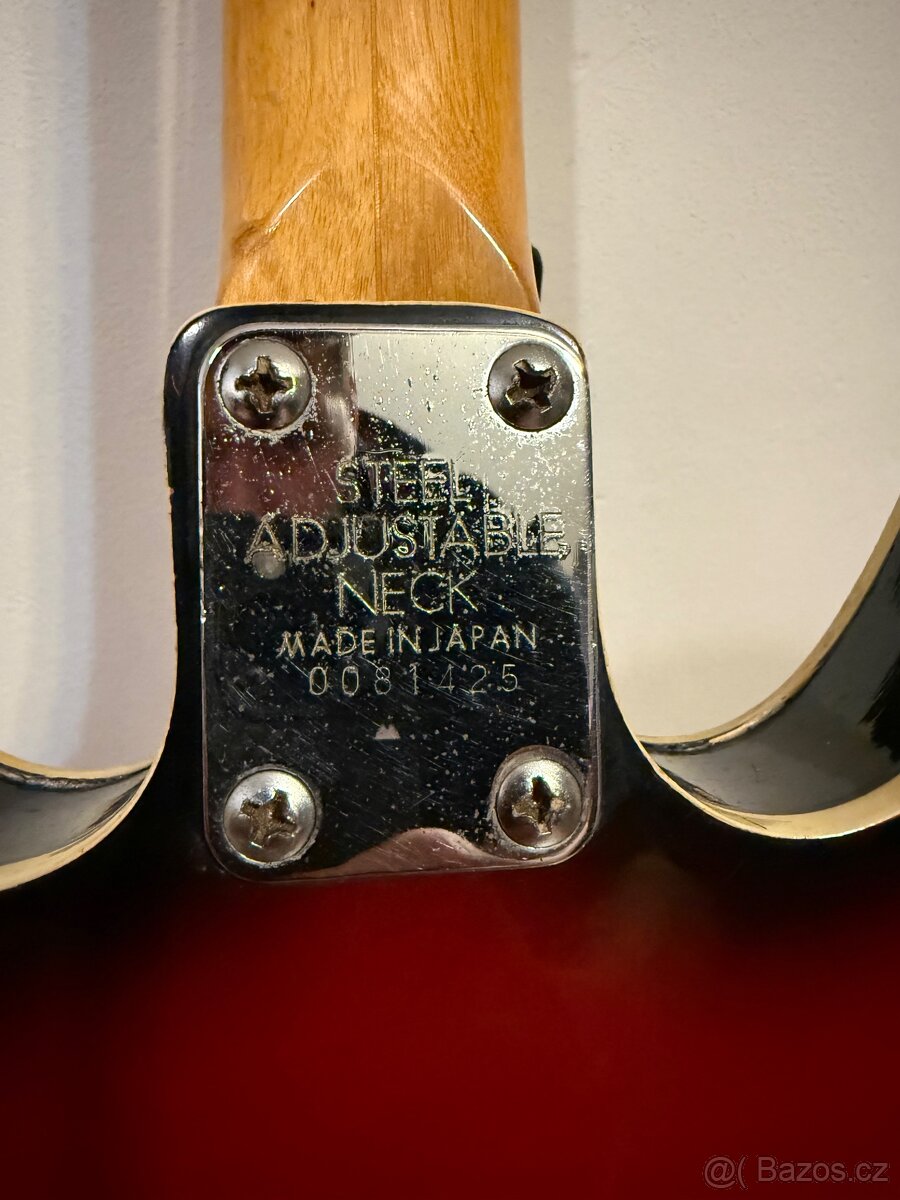 STEEL
ADJUSTABLE
NECK
MADE IN JAPAN
0081425
@( Bazos.cz